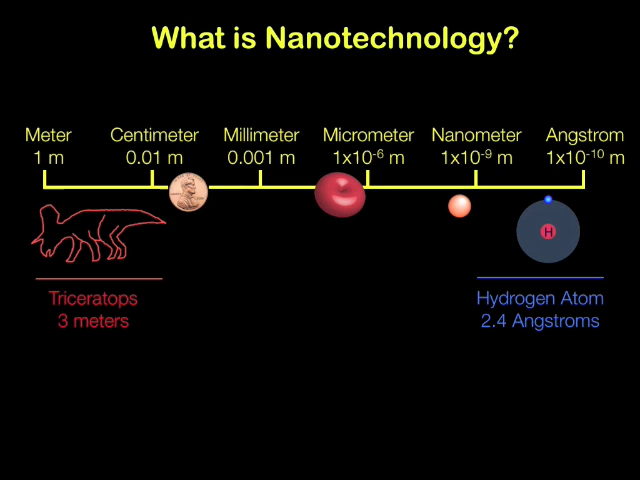 What is Nanotechnology?
Meter Centimeter Millimeter Micrometer Nanometer Angstrom
1 m 0.01 m 0.001 m 1x10⁻⁶ m 1x10⁻⁹ m 1x10⁻¹⁰ m
H
Triceratops
3 meters
Hydrogen Atom
2.4 Angstroms